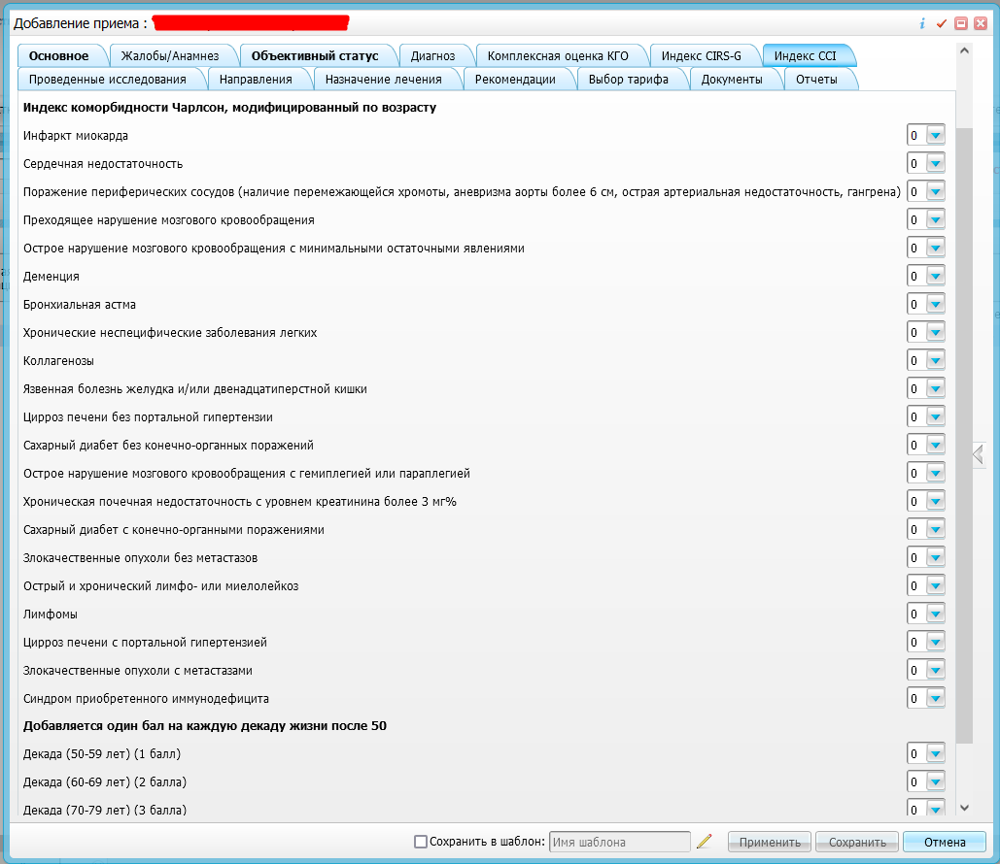 Добавление приема :
Основное Жалобы/Анамнез Объективный статус Диагноз Комплексная оценка КГО Индекс CIRS-G Индекс CCI
Проведенные исследования Направления Назначение лечения Рекомендации Выбор тарифа Документы Отчеты
Индекс коморбидности Чарлсон, модифицированный по возрасту
Инфаркт миокарда 0
Сердечная недостаточность 0
Поражение периферических сосудов (наличие перемежающейся хромоты, аневризма аорты более 6 см, острая артериальная недостаточность, гангрена) 0
Преходящее нарушение мозгового кровообращения 0
Острое нарушение мозгового кровообращения с минимальными остаточными явлениями 0
Деменция 0
Бронхиальная астма 0
Хронические неспецифические заболевания легких 0
Коллагенозы 0
Язвенная болезнь желудка и/или двенадцатиперстной кишки 0
Цирроз печени без портальной гипертензии 0
Сахарный диабет без конечно-органных поражений 0
Острое нарушение мозгового кровообращения с гемиплегией или параплегией 0
Хроническая почечная недостаточность с уровнем креатинина более 3 мг% 0
Сахарный диабет с конечно-органными поражениями 0
Злокачественные опухоли без метастазов 0
Острый и хронический лимфо- или миелолейкоз 0
Лимфомы 0
Цирроз печени с портальной гипертензией 0
Злокачественные опухоли с метастазами 0
Синдром приобретенного иммунодефицита 0
Добавляется один бал на каждую декаду жизни после 50
Декада (50-59 лет) (1 балл) 0
Декада (60-69 лет) (2 балла) 0
Декада (70-79 лет) (3 балла) 0
Сохранить в шаблон: Имя шаблона Применить Сохранить Отмена